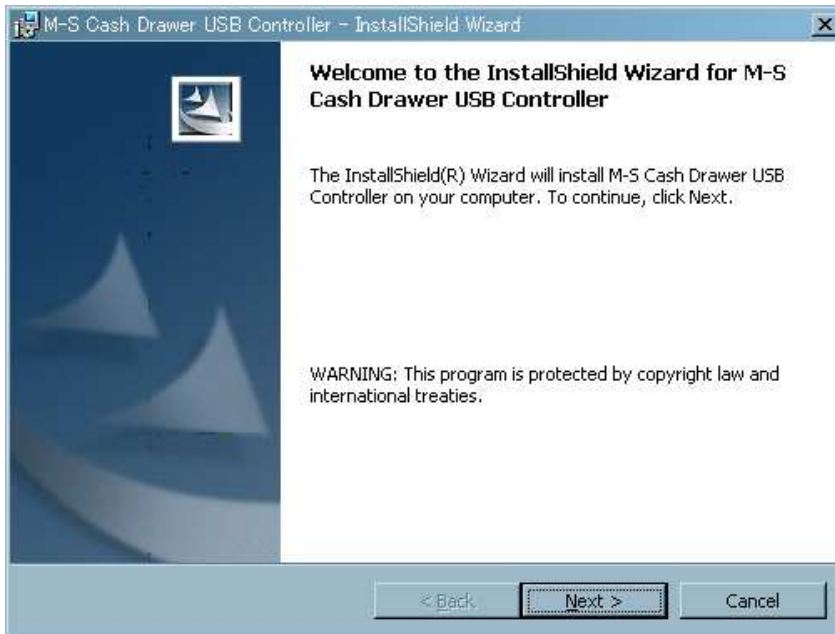 M-S Cash Drawer USB Controller - InstallShield Wizard
Welcome to the InstallShield Wizard for M-S
Cash Drawer USB Controller
The InstallShield(R) Wizard will install M-S Cash Drawer USB
Controller on your computer. To continue, click Next.
WARNING: This program is protected by copyright law and
international treaties.
< Back
Next >
Cancel